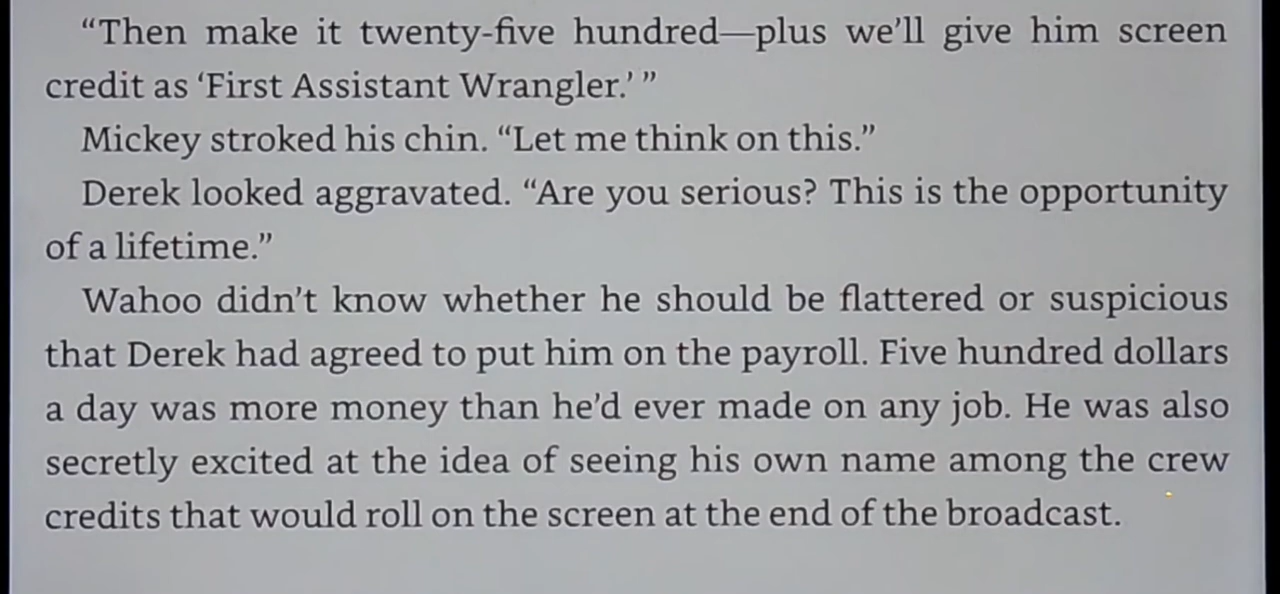 “Then make it twenty-five hundred—plus we’ll give him screen
credit as ‘First Assistant Wrangler.’ ”
Mickey stroked his chin. “Let me think on this.”
Derek looked aggravated. “Are you serious? This is the opportunity
of a lifetime.”
Wahoo didn’t know whether he should be flattered or suspicious
that Derek had agreed to put him on the payroll. Five hundred dollars
a day was more money than he’d ever made on any job. He was also
secretly excited at the idea of seeing his own name among the crew
credits that would roll on the screen at the end of the broadcast.